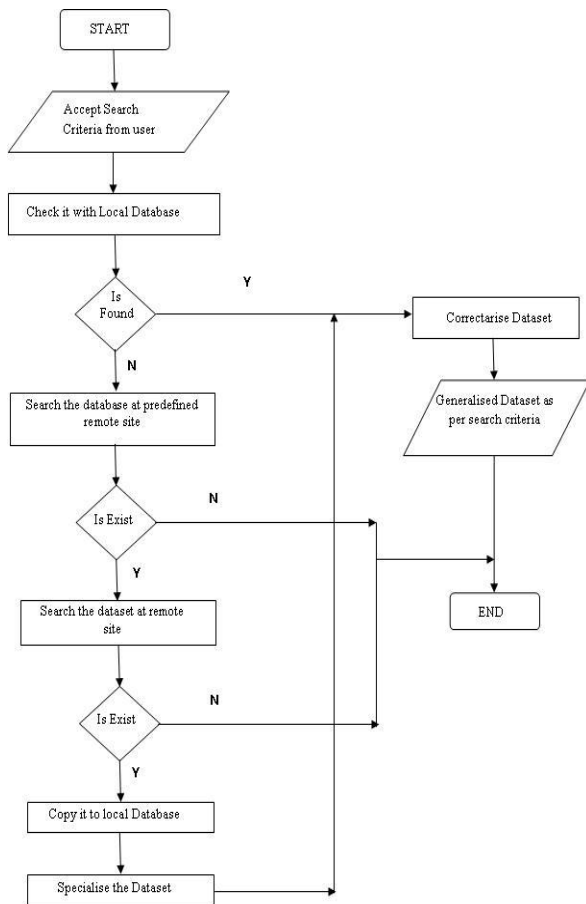 START
Accept Search
Criteria from user
Check it with Local Database
Is
Found
Y
N
Correctarise Dataset
Generalised Dataset as
per search criteria
Search the database at predefined
remote site
Is Exist
N
Y
END
Search the dataset at remote
site
Is Exist
N
Y
Copy it to local Database
Specialise the Dataset